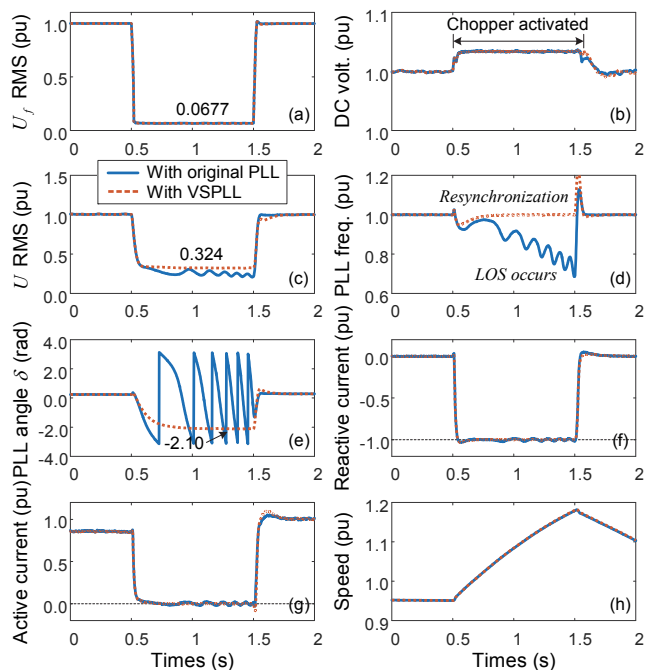 U_f RMS (pu)
1.0
0.5
0.0
0.0677
(a)
0 0.5 1 1.5 2
DC volt. (pu)
1.0
1.0
1.0
Chopper activated
(b)
0 0.5 1 1.5 2
U RMS (pu)
1.5
1.0
0.5
0.0
With original PLL
With VSPLL
0.324
(c)
0 0.5 1 1.5 2
PLL freq. (pu)
1.2
1.0
0.8
0.6
Resynchronization
LOS occurs
(d)
0 0.5 1 1.5 2
PLL angle δ (rad)
4.0
2.0
0.0
-2.0
-4.0
-2.10
(e)
0 0.5 1 1.5 2
Reactive current (pu)
0.0
-0.5
-1.0
(f)
0 0.5 1 1.5 2
Active current (pu)
1.0
0.5
0.0
(g)
0 0.5 1 1.5 2
Times (s)
Speed (pu)
1.2
1.1
1.0
0.9
(h)
0 0.5 1 1.5 2
Times (s)